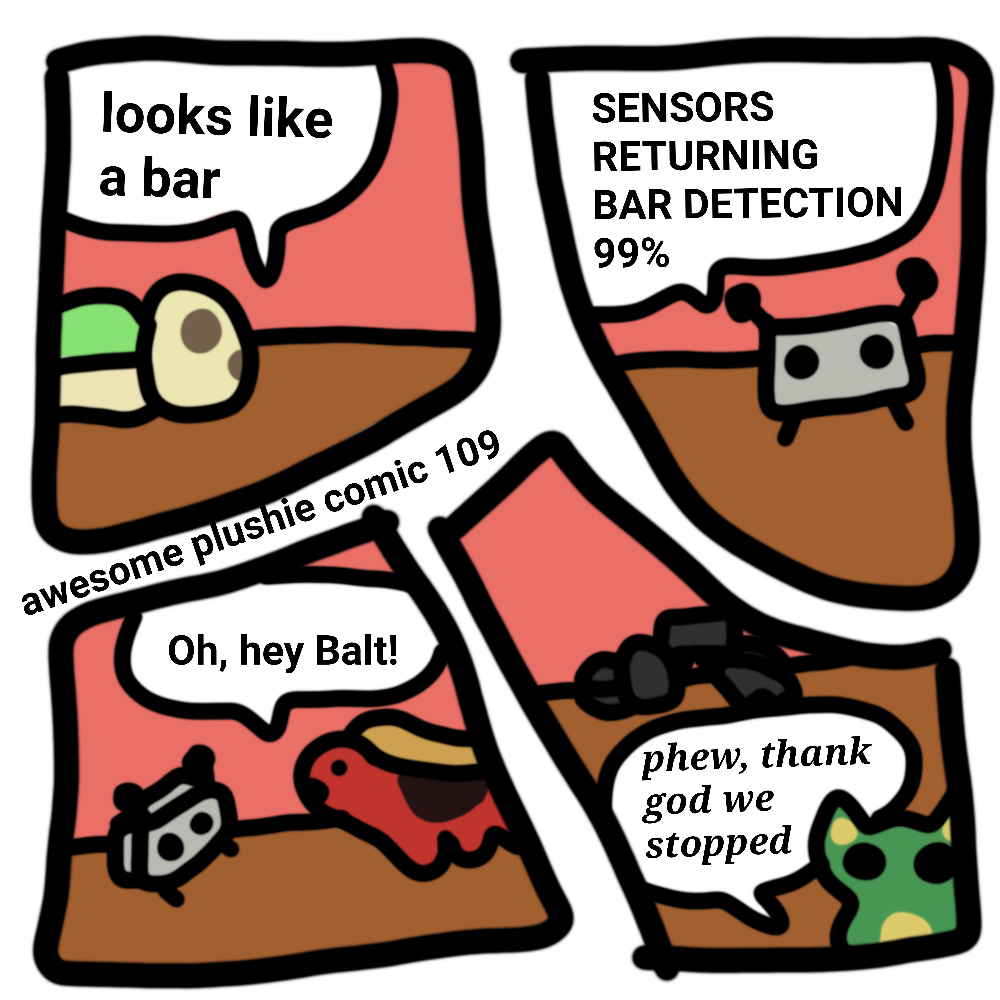 looks like
a bar
SENSORS
RETURNING
BAR DETECTION
99%
awesome plushie comic 109
Oh, hey Balt!
phew, thank
god we
stopped